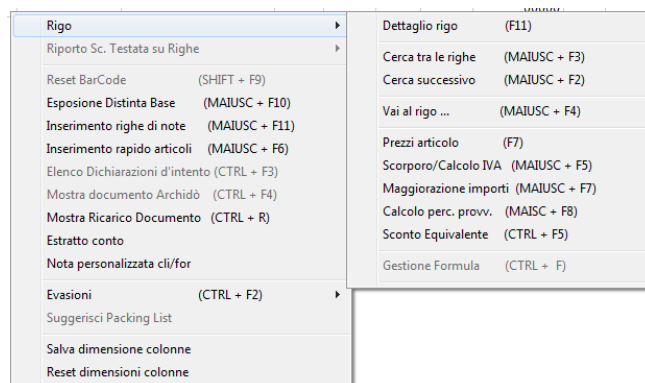 Rigo
Riporto Sc. Testata su Righe
Reset BarCode (SHIFT + F9)
Esposione Distinta Base (MAIUSC + F10)
Inserimento righe di note (MAIUSC + F11)
Inserimento rapido articoli (MAIUSC + F6)
Elenco Dichiarazioni d'intento (CTRL + F3)
Mostra documento Archidò (CTRL + F4)
Mostra Ricarico Documento (CTRL + R)
Estratto conto
Nota personalizzata cli/for
Evasioni (CTRL + F2)
Suggerisci Packing List
Salva dimensione colonne
Reset dimensioni colonne
Dettaglio rigo (F11)
Cerca tra le righe (MAIUSC + F3)
Cerca successivo (MAIUSC + F2)
Vai al rigo ... (MAIUSC + F4)
Prezzi articolo (F7)
Scorporo/Calcolo IVA (MAIUSC + F5)
Maggiorazione importi (MAIUSC + F7)
Calcolo perc. provv. (MAISC + F8)
Sconto Equivalente (CTRL + F5)
Gestione Formula (CTRL + F)